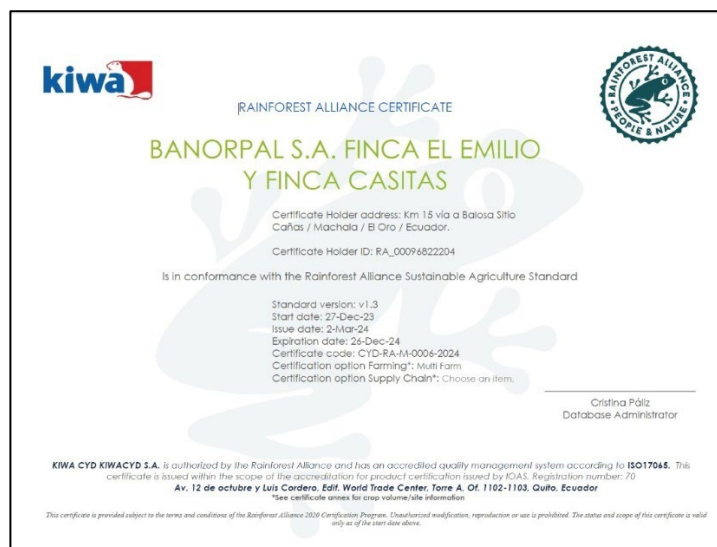 kiwa
RAINFOREST ALLIANCE
PEOPLE & NATURE
RAINFOREST ALLIANCE CERTIFICATE
BANORPAL S.A. FINCA EL EMILIO
Y FINCA CASITAS
Certificate Holder address: Km 15 vía a Balosa Sitio
Cañas / Machala / El Oro / Ecuador.
Certificate Holder ID: RA_00096822204
Is in conformance with the Rainforest Alliance Sustainable Agriculture Standard
Standard version: v1.3
Start date: 27-Dec-23
Issue date: 2-Mar-24
Expiration date: 26-Dec-24
Certificate code: CYD-RA-M-0006-2024
Certification option Farming*: Multi Farm
Certification option Supply Chain*: Choose an item.
Cristina Páliz
Database Administrator
KIWA CYD KIWACYD S.A. is authorized by the Rainforest Alliance and has an accredited quality management system according to ISO17065. This
certificate is issued within the scope of the accreditation for product certification issued by IOAS. Registration number: 70
Av. 12 de octubre y Luis Cordero, Edif. World Trade Center, Torre A, Of. 1102-1103, Quito, Ecuador
*See certificate annex for crop volume/site information
This certificate is provided subject to the terms and conditions of the Rainforest Alliance 2020 Certification Program. Unauthorized modification, reproduction or use is prohibited. The status and scope of this certificate is valid
only as of the start date above.